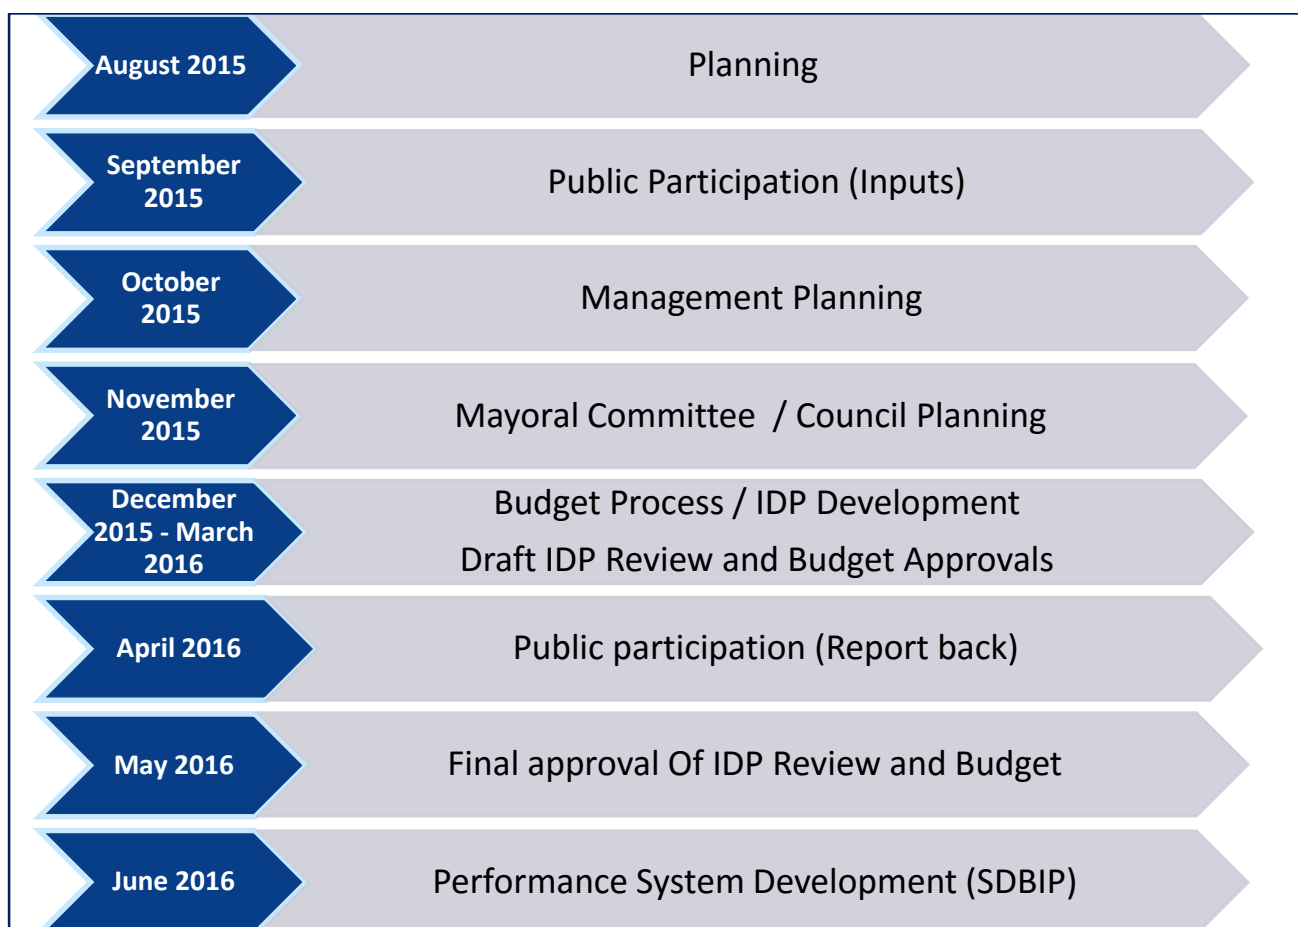 August 2015
Planning
September
2015
Public Participation (Inputs)
October
2015
Management Planning
November
2015
Mayoral Committee / Council Planning
December
2015 - March
2016
Budget Process / IDP Development
Draft IDP Review and Budget Approvals
April 2016
Public participation (Report back)
May 2016
Final approval Of IDP Review and Budget
June 2016
Performance System Development (SDBIP)